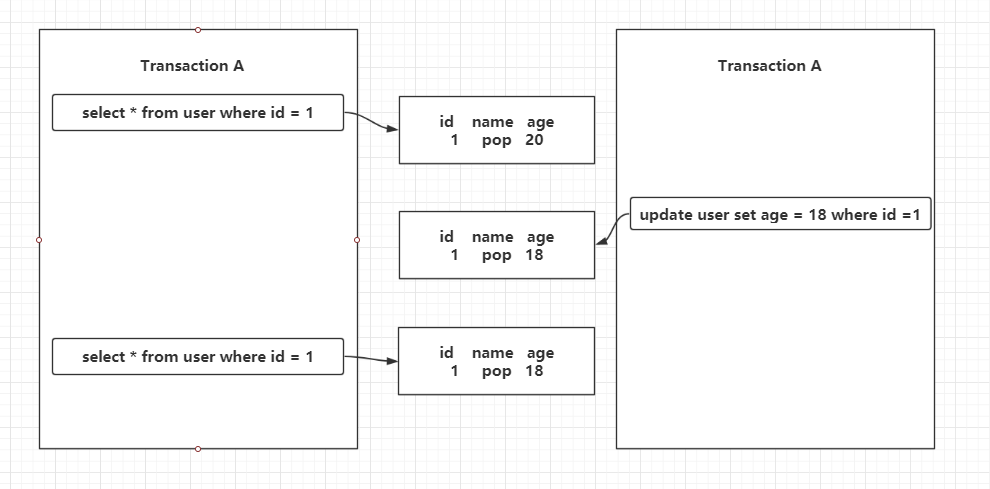 Transaction A
select * from user where id = 1
id name age
1 pop 20
Transaction A
update user set age = 18 where id =1
id name age
1 pop 18
select * from user where id = 1
id name age
1 pop 18